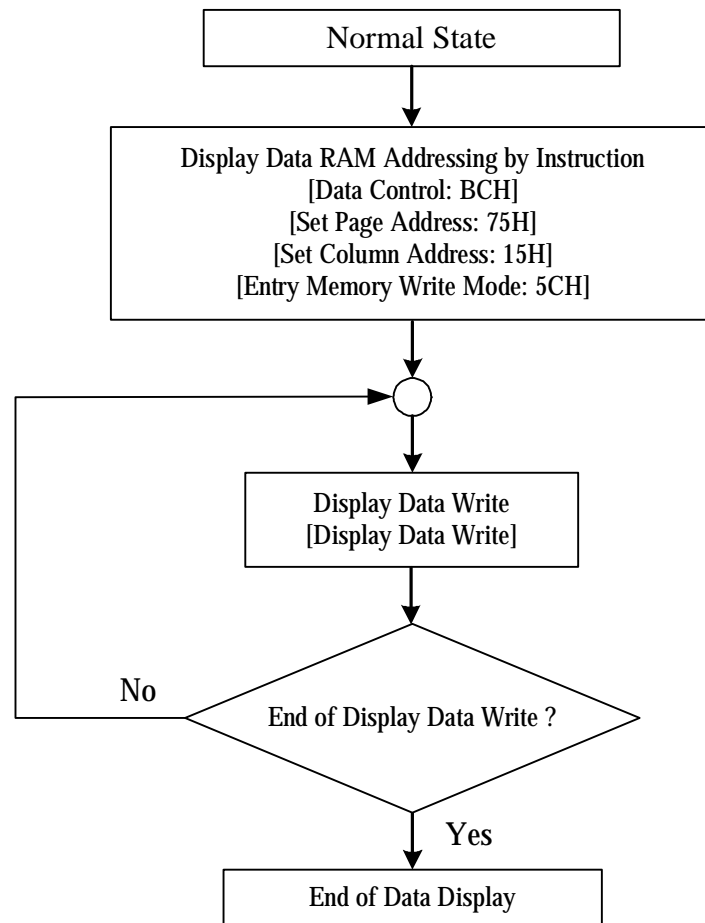 Normal State
Display Data RAM Addressing by Instruction
[Data Control: BCH]
[Set Page Address: 75H]
[Set Column Address: 15H]
[Entry Memory Write Mode: 5CH]
Display Data Write
[Display Data Write]
No
End of Display Data Write ?
Yes
End of Data Display